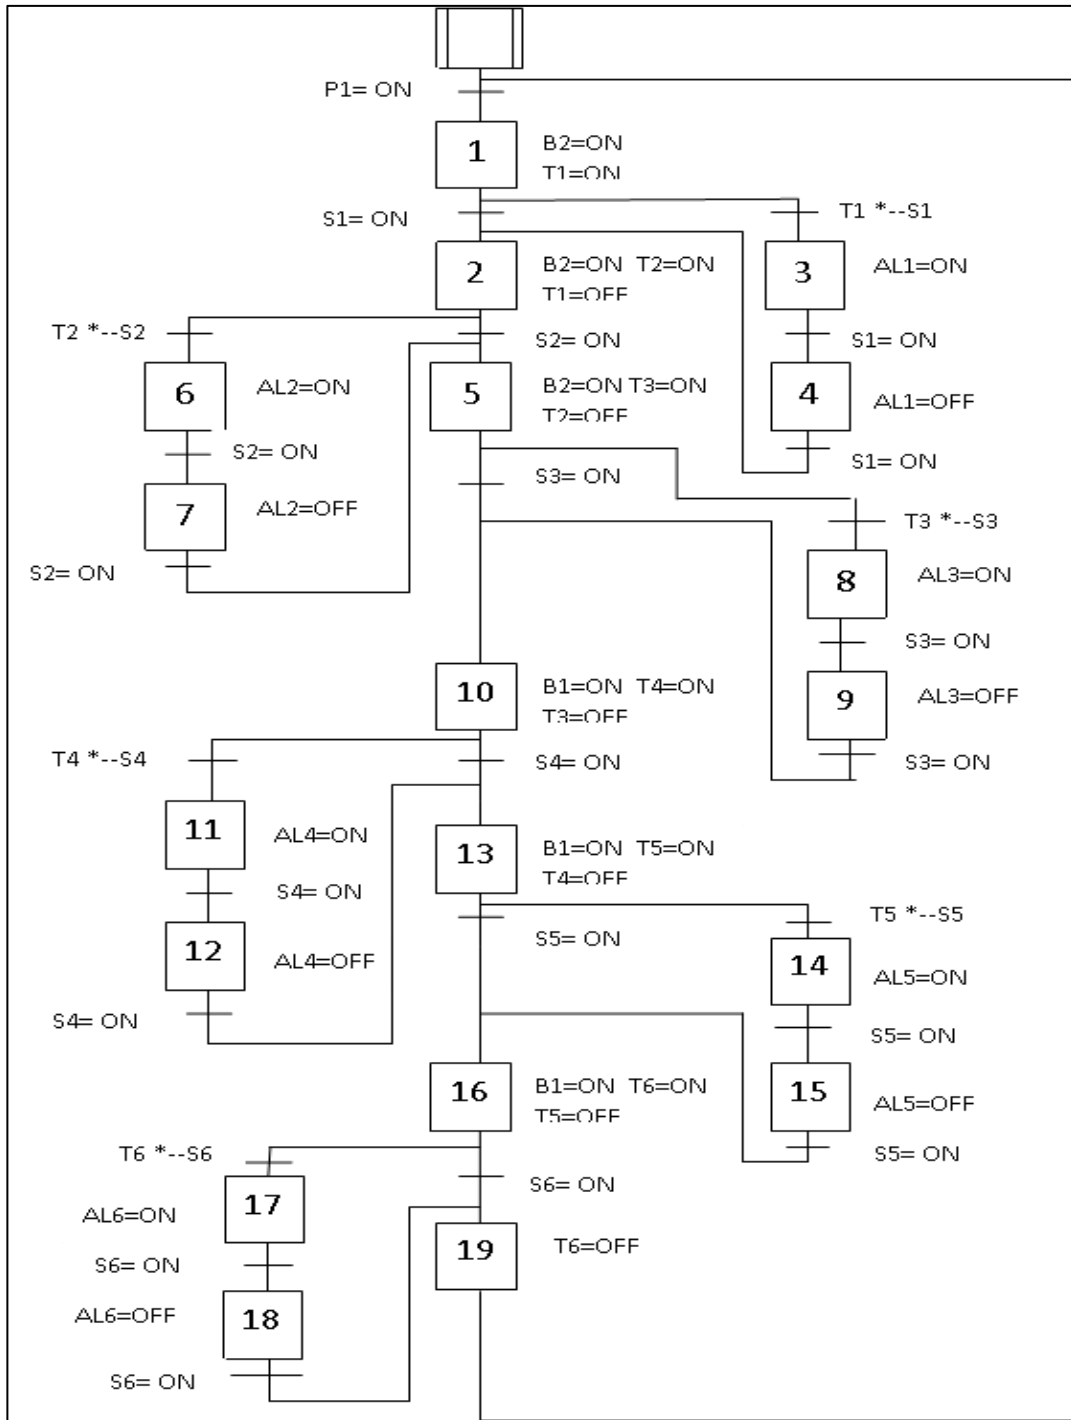 P1= ON
1
B2=ON
T1=ON
S1= ON
T1 *--S1
2
B2=ON T2=ON
T1=OFF
3
AL1=ON
T2 *--S2
S2= ON
S1= ON
6
AL2=ON
5
B2=ON T3=ON
T2=OFF
4
AL1=OFF
S2= ON
S3= ON
S1= ON
7
AL2=OFF
T3 *--S3
S2= ON
8
AL3=ON
S3= ON
10
B1=ON T4=ON
T3=OFF
9
AL3=OFF
T4 *--S4
S4= ON
S3= ON
11
AL4=ON
13
B1=ON T5=ON
T4=OFF
S4= ON
S5= ON
T5 *--S5
12
AL4=OFF
14
AL5=ON
S4= ON
S5= ON
16
B1=ON T6=ON
T5=OFF
15
AL5=OFF
T6 *--S6
S6= ON
S5= ON
17
AL6=ON
19
T6=OFF
S6= ON
AL6=OFF
18
S6= ON